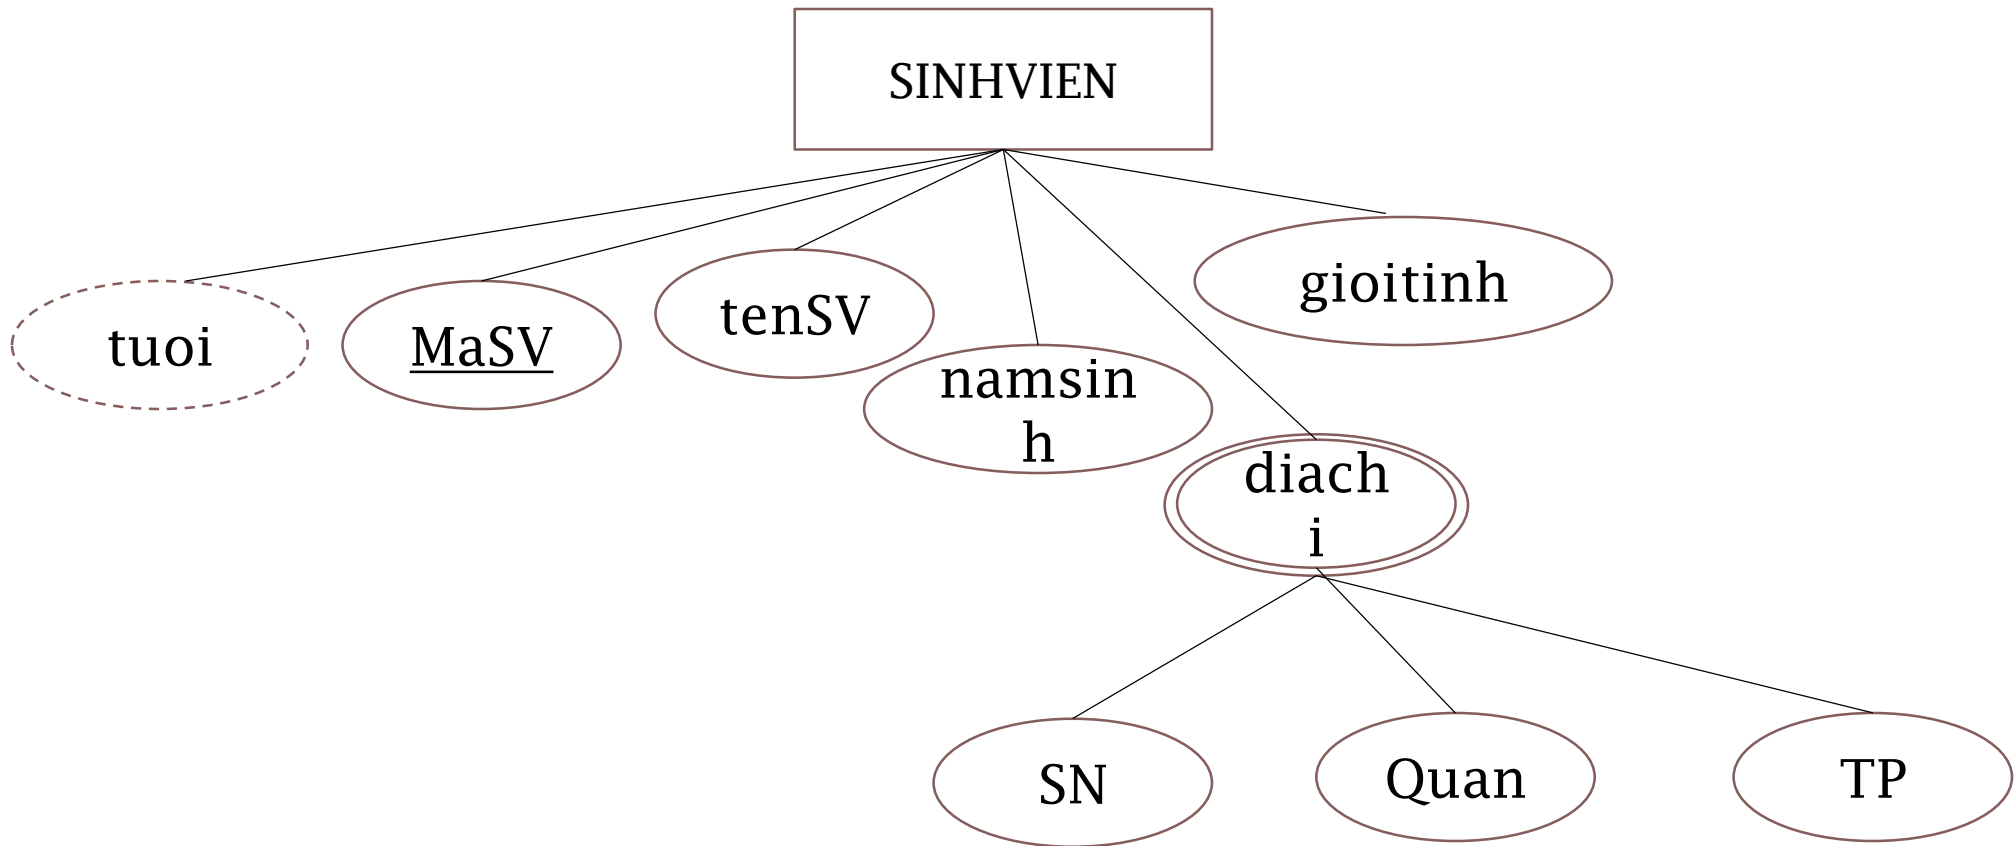 SINHVIEN
gioitinh
tenSV
tuoi
MaSV
namsin
h
diach
i
SN
Quan
TP